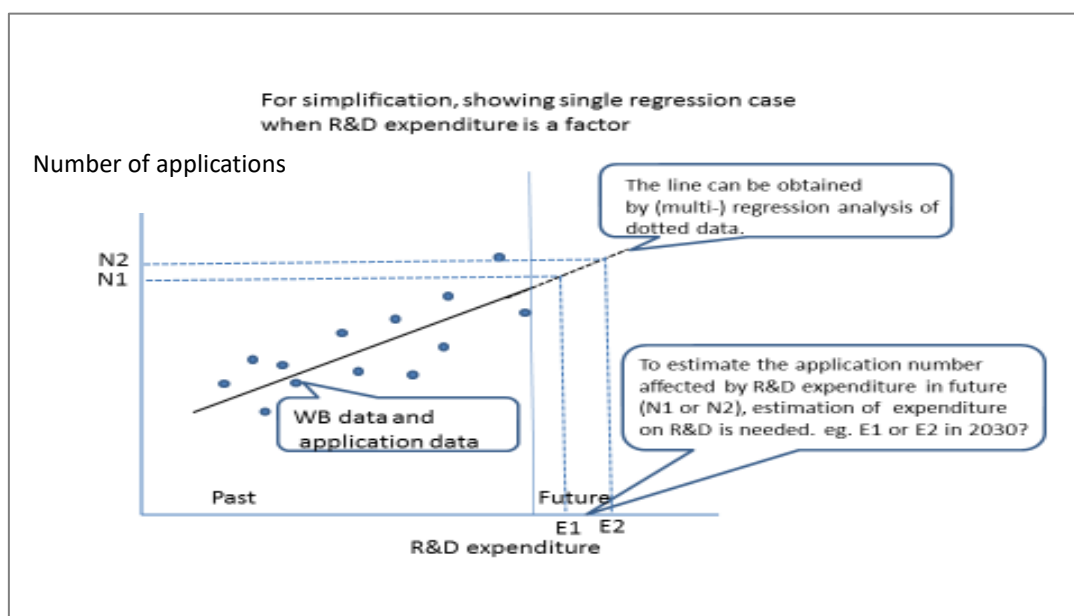 For simplification, showing single regression case
when R&D expenditure is a factor
Number of applications
The line can be obtained
by (multi-) regression analysis of
dotted data.
N2
N1
To estimate the application number
affected by R&D expenditure in future
(N1 or N2), estimation of expenditure
on R&D is needed. eg. E1 or E2 in 2030?
WB data and
application data
Past
Future
E1
E2
R&D expenditure